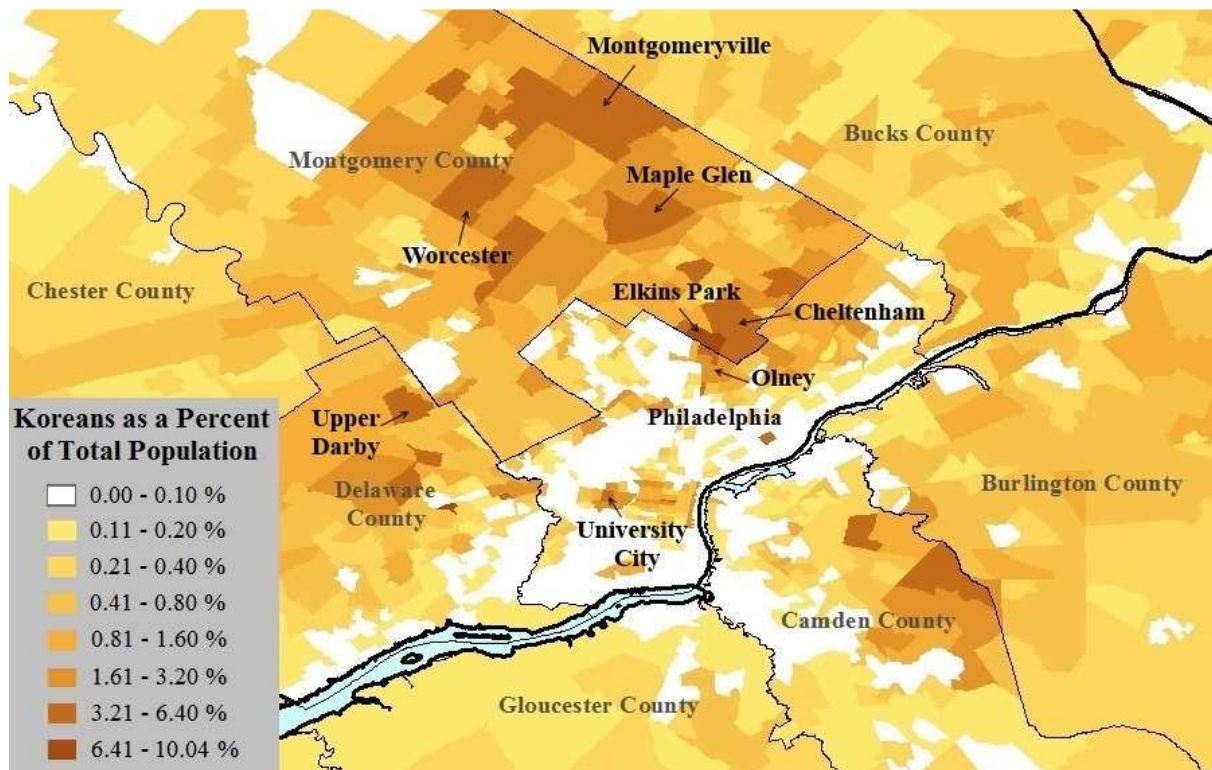 Montgomeryville
Bucks County
Montgomery County
Maple Glen
Worcester
Chester County
Elkins Park
Cheltenham
Olney
Philadelphia
Upper
Darby
Delaware
County
Burlington County
University
City
Camden County
Gloucester County
Koreans as a Percent
of Total Population
0.00 - 0.10 %
0.11 - 0.20 %
0.21 - 0.40 %
0.41 - 0.80 %
0.81 - 1.60 %
1.61 - 3.20 %
3.21 - 6.40 %
6.41 - 10.04 %